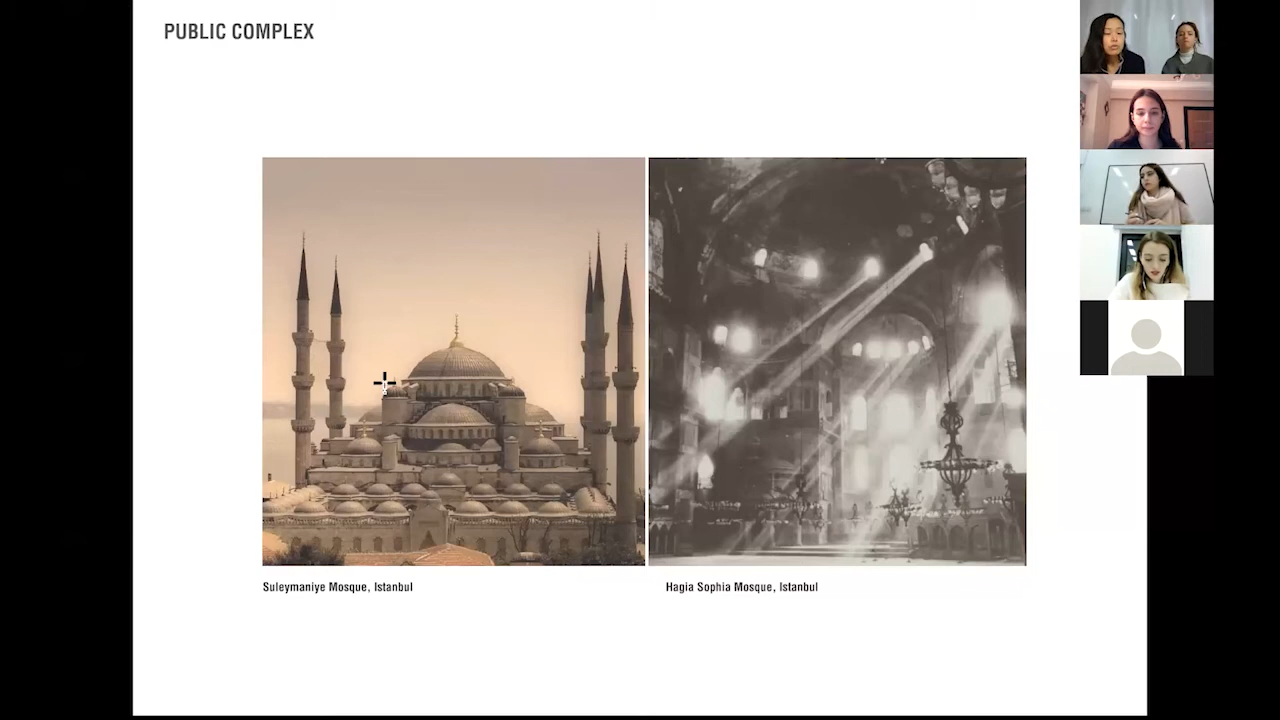 PUBLIC COMPLEX
Suleymaniye Mosque, Istanbul
Hagia Sophia Mosque, Istanbul